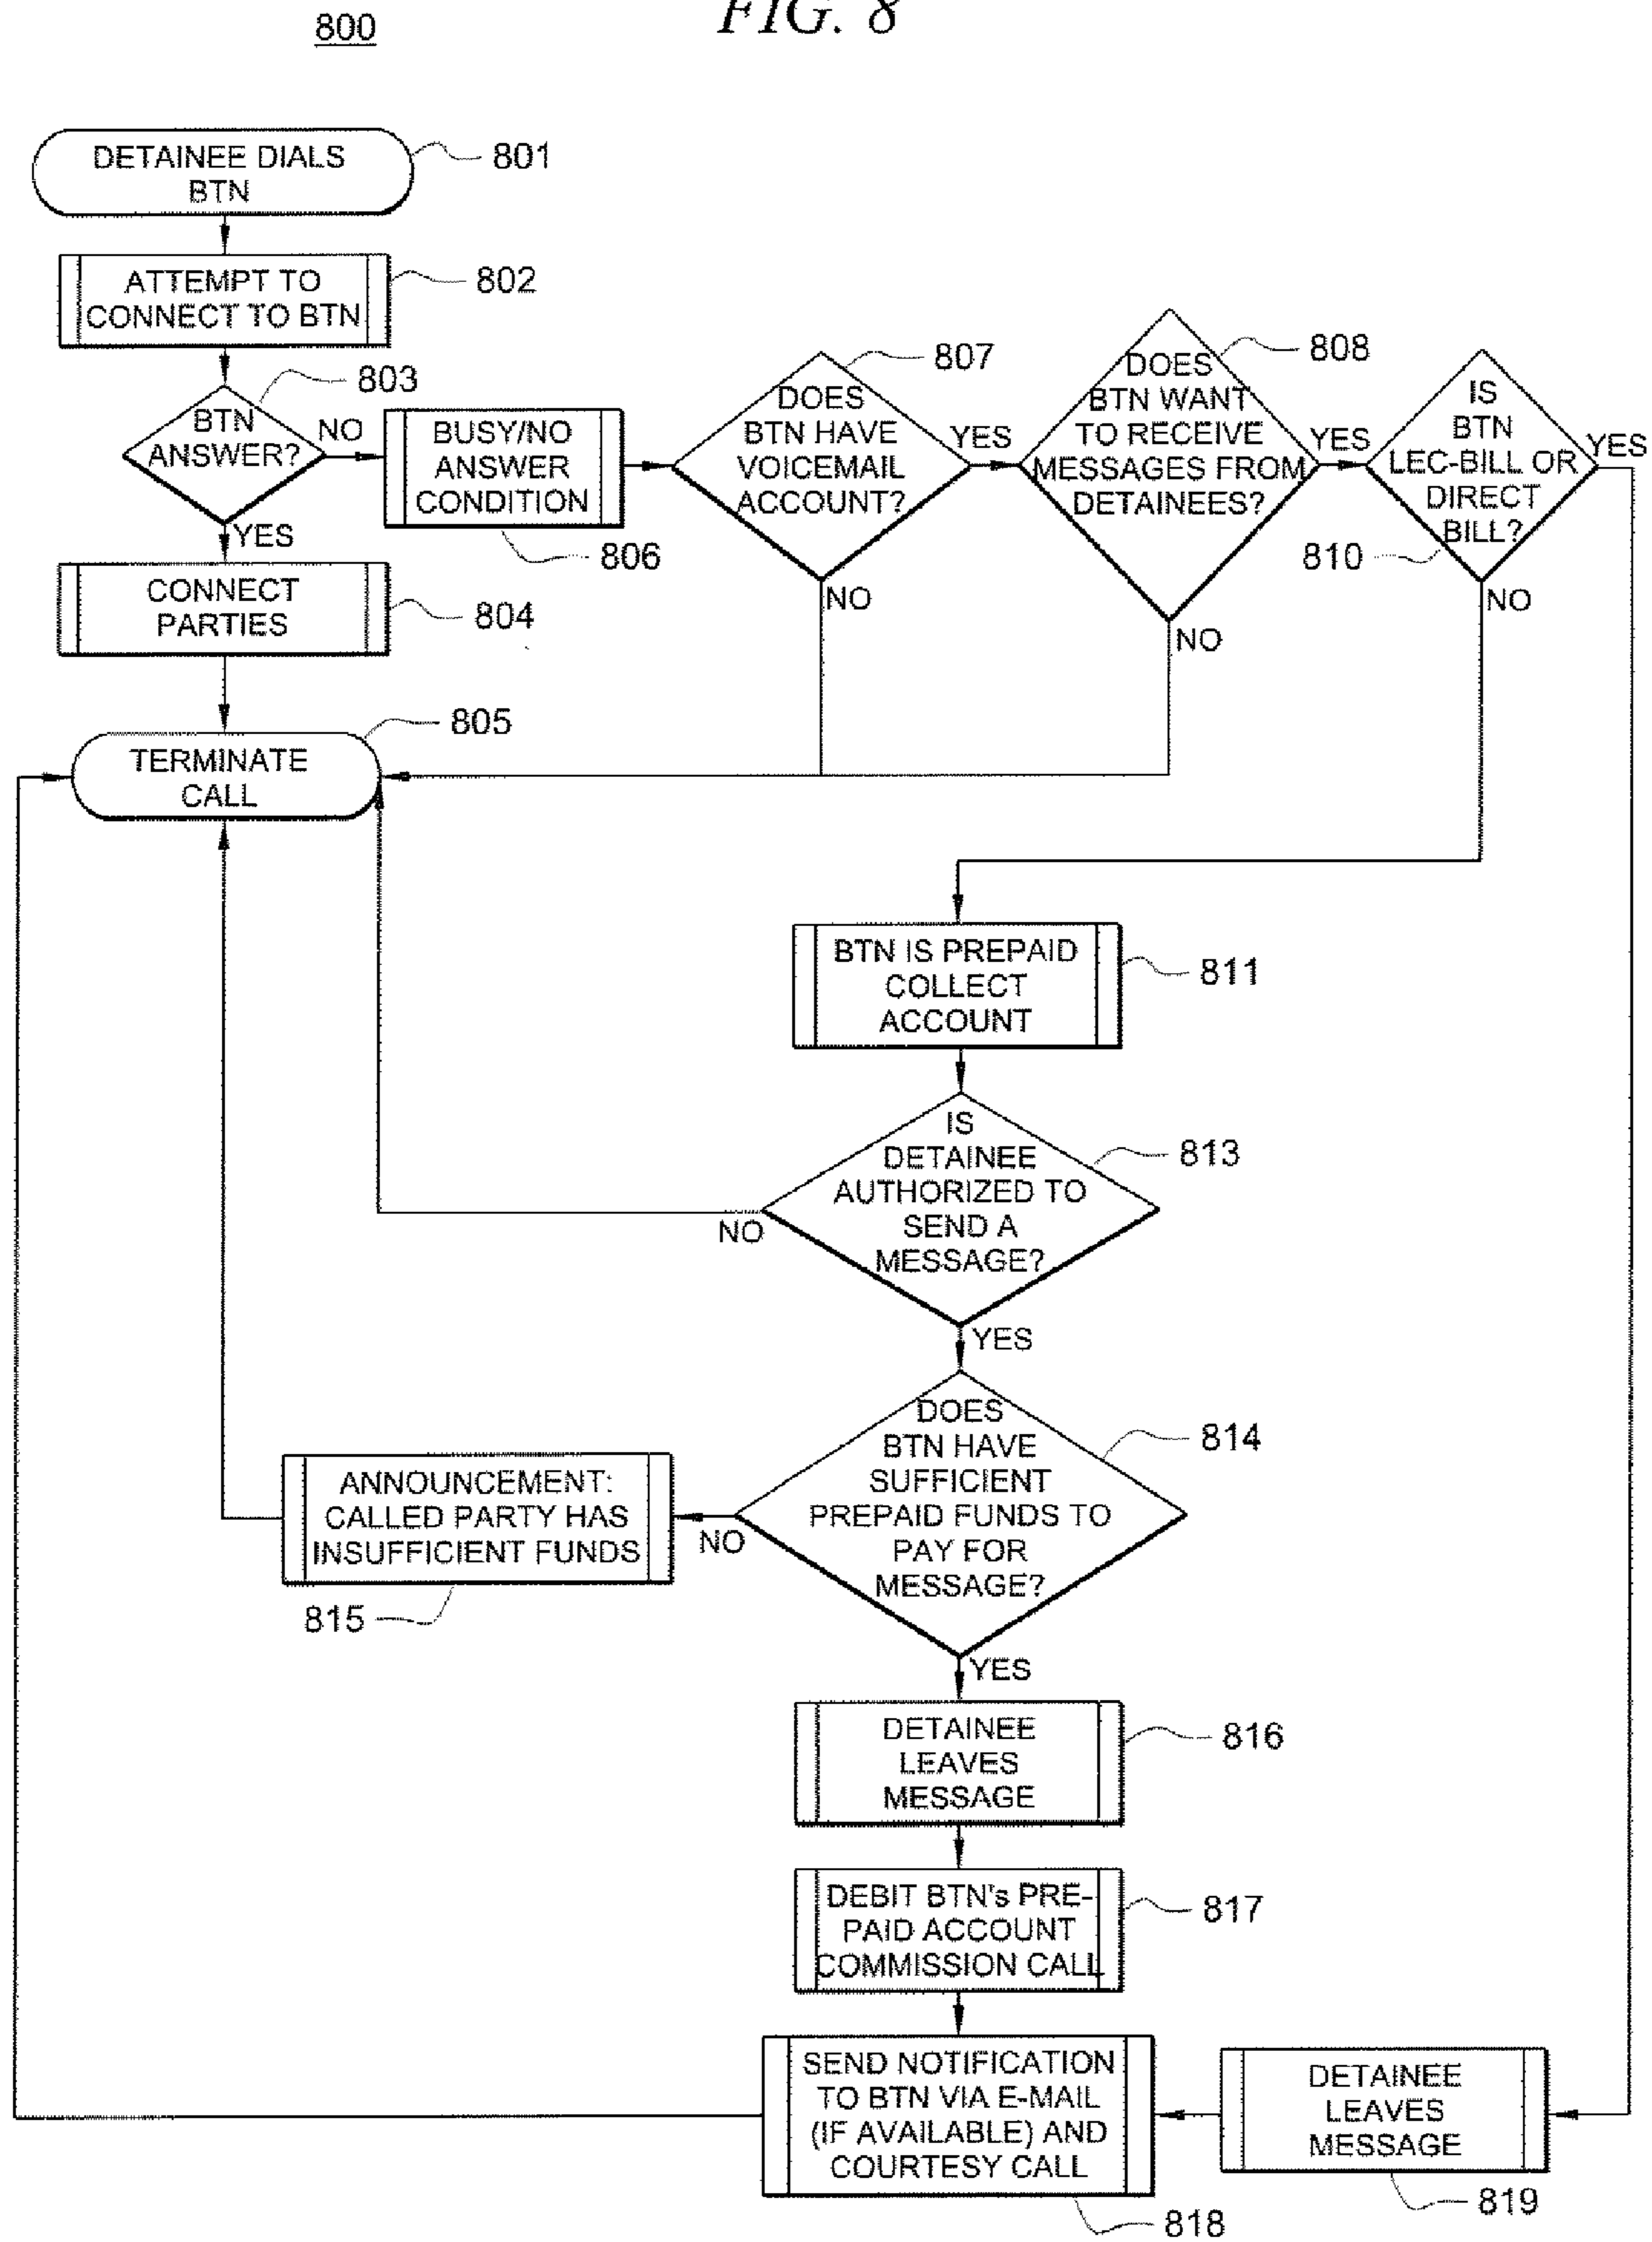 FIG. 8
800
DETAINEE DIALS
BTN
801
ATTEMPT TO
CONNECT TO BTN
802
BTN
ANSWER?
803
NO
YES
BUSY/NO
ANSWER
CONDITION
806
DOES
BTN HAVE
VOICEMAIL
ACCOUNT?
807
YES
NO
DOES
BTN WANT
TO RECEIVE
MESSAGES FROM
DETAINEES?
808
YES
NO
IS
BTN
LEC-BILL OR
DIRECT
BILL?
810
YES
NO
CONNECT
PARTIES
804
TERMINATE
CALL
805
BTN IS PREPAID
COLLECT
ACCOUNT
811
IS
DETAINEE
AUTHORIZED TO
SEND A
MESSAGE?
813
NO
YES
DOES
BTN HAVE
SUFFICIENT
PREPAID FUNDS TO
PAY FOR
MESSAGE?
814
NO
YES
ANNOUNCEMENT:
CALLED PARTY HAS
INSUFFICIENT FUNDS
815
DETAINEE
LEAVES
MESSAGE
816
DEBIT BTN's PRE-
PAID ACCOUNT
COMMISSION CALL
817
SEND NOTIFICATION
TO BTN VIA E-MAIL
(IF AVAILABLE) AND
COURTESY CALL
818
DETAINEE
LEAVES
MESSAGE
819